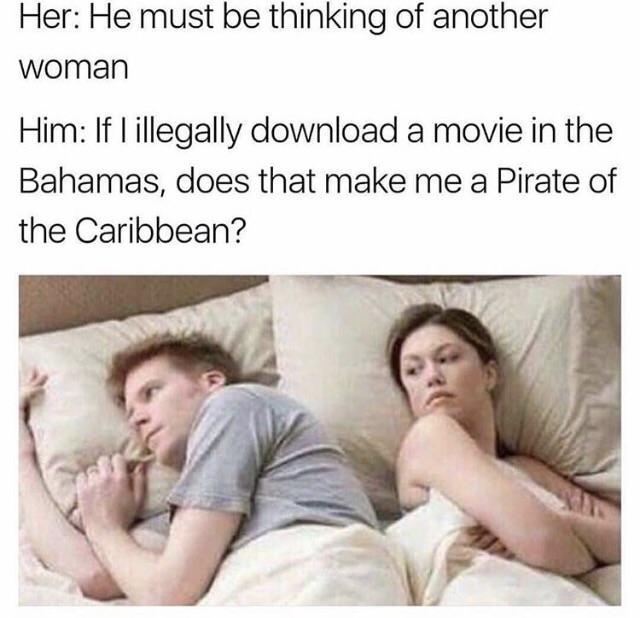 Her: He must be thinking of another
woman
Him: If I illegally download a movie in the
Bahamas, does that make me a Pirate of
the Caribbean?